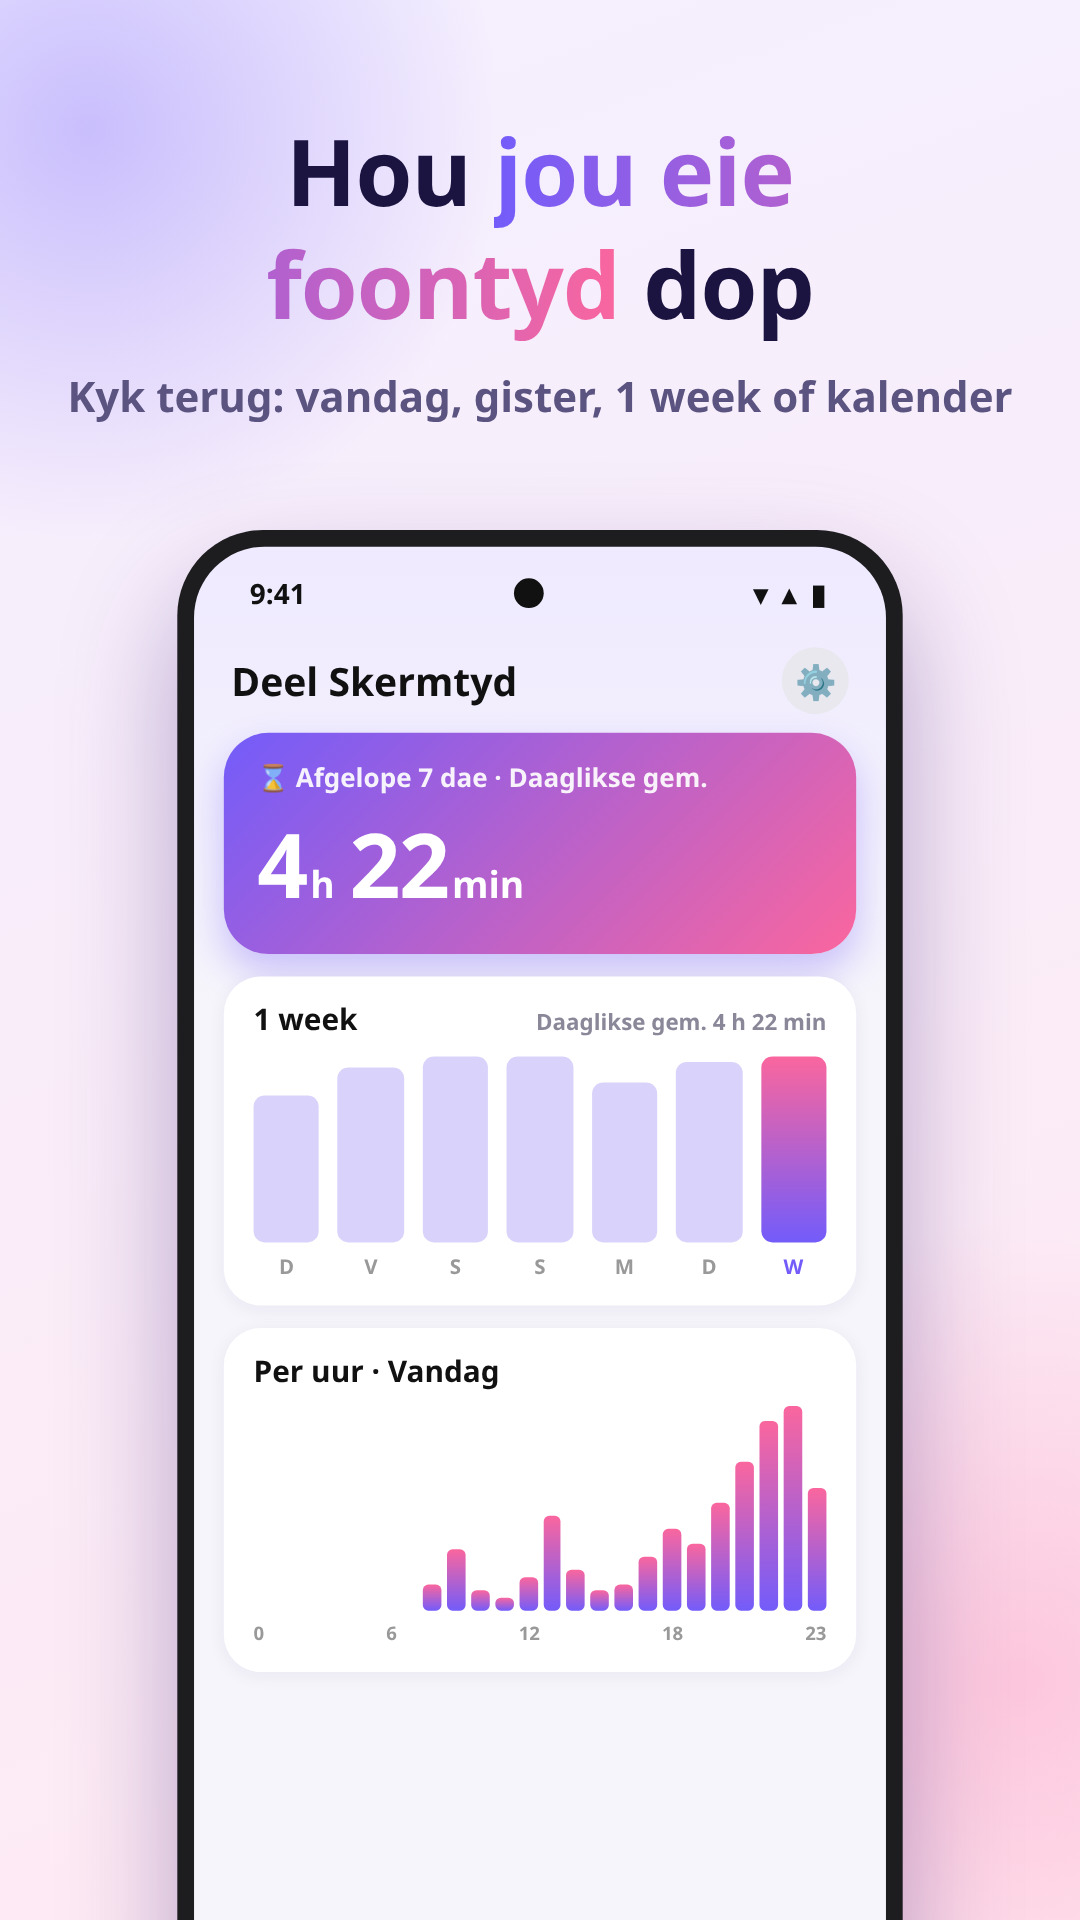 Hou jou eie
foontyd dop
Kyk terug: vandag, gister, 1 week of kalender
9:41
Deel Skermtyd
Afgelope 7 dae · Daaglikse gem.
4h 22min
1 week
Daaglikse gem. 4 h 22 min
D V S S M D W
Per uur · Vandag
0 6 12 18 23